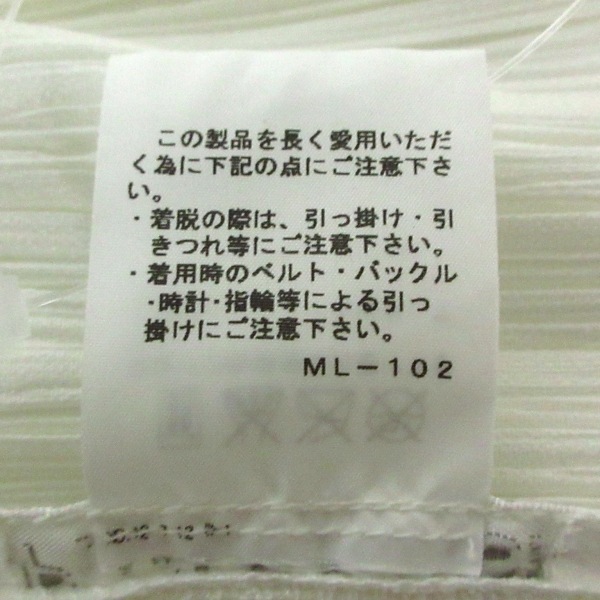 この製品を長く愛用いただ
く為に下記の点にご注意下さ
い。
・着脱の際は、引っ掛け・引
きつれ等にご注意下さい。
・着用時のベルト・バックル
・時計・指輪等による引っ
掛けにご注意下さい。
ML-102